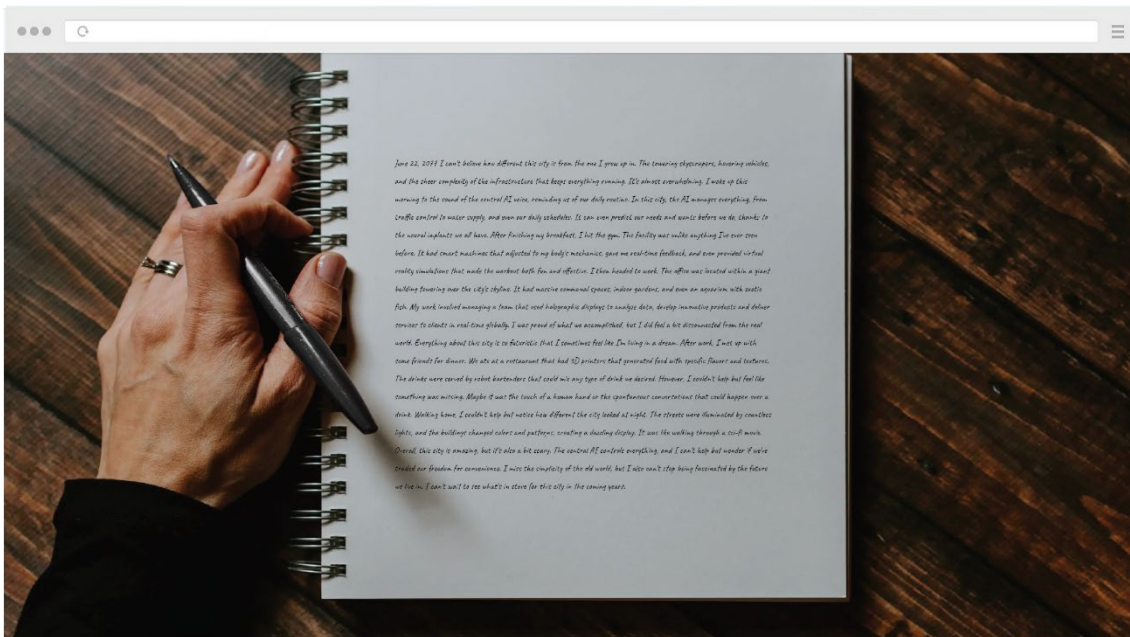 June 22, 2077 I can't believe how different this city is from the one I grew up in. The towering skyscrapers, hovering vehicles,
and the sheer complexity of the infrastructure that keeps everything running. It's almost overwhelming. I woke up this
morning to the sound of the central AI voice, reminding us of our daily routine. In this city, the AI manages everything, from
traffic control to water supply, and even our daily schedules. It can even predict our needs and wants before we do, thanks to
the neural implants we all have. After finishing my breakfast, I hit the gym. The facility was unlike anything I've ever seen
before. It had smart machines that adjusted to my body's mechanics, gave me real-time feedback, and even provided virtual
reality simulations that made the workout both fun and effective. I then headed to work. The office was located within a giant
building towering over the city's skyline. It had massive communal spaces, indoor gardens, and even an aquarium with exotic
fish. My work involved managing a team that used holographic displays to analyze data, develop innovative products and deliver
services to clients in real-time globally. I was proud of what we accomplished, but I did feel a bit disconnected from the real
world. Everything about this city is so futuristic that I sometimes feel like I'm living in a dream. After work, I met up with
some friends for dinner. We ate at a restaurant that had 3D printers that generated food with specific flavors and textures.
The drinks were served by robot bartenders that could mix any type of drink we desired. However, I couldn't help but feel like
something was missing. Maybe it was the touch of a human hand or the spontaneous conversations that could happen over a
drink. Walking home, I couldn't help but notice how different the city looked at night. The streets were illuminated by countless
lights, and the buildings changed colors and patterns, creating a dazzling display. It was like walking through a sci-fi movie.
Overall, this city is amazing, but it's also a bit scary. The central AI controls everything, and I can't help but wonder if we've
traded our freedom for convenience. I miss the simplicity of the old world, but I also can't stop being fascinated by the future
we live in. I can't wait to see what's in store for this city in the coming years.